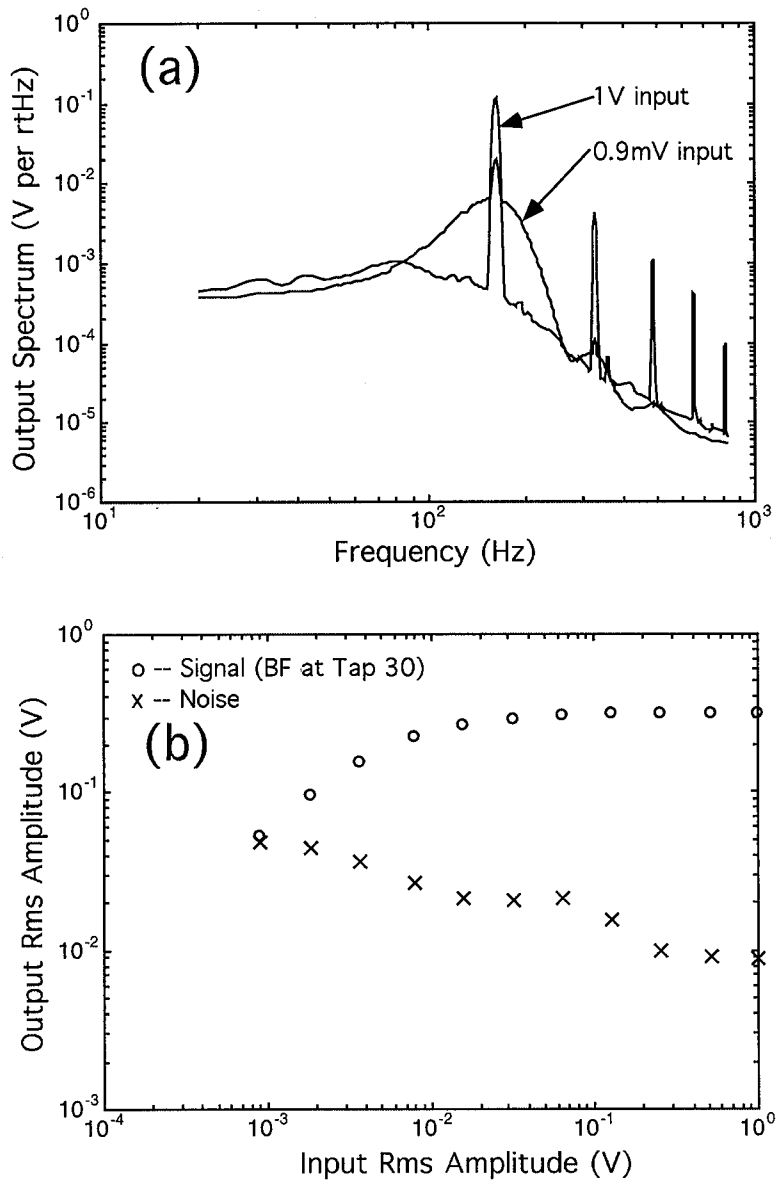 (a)
10^0
10^-1
10^-2
10^-3
10^-4
10^-5
10^-6
Output Spectrum (V per rtHz)
1V input
0.9mV input
10^1
10^2
10^3
Frequency (Hz)
(b)
10^0
10^-1
10^-2
10^-3
Output Rms Amplitude (V)
o -- Signal (BF at Tap 30)
x -- Noise
10^-4
10^-3
10^-2
10^-1
10^0
Input Rms Amplitude (V)